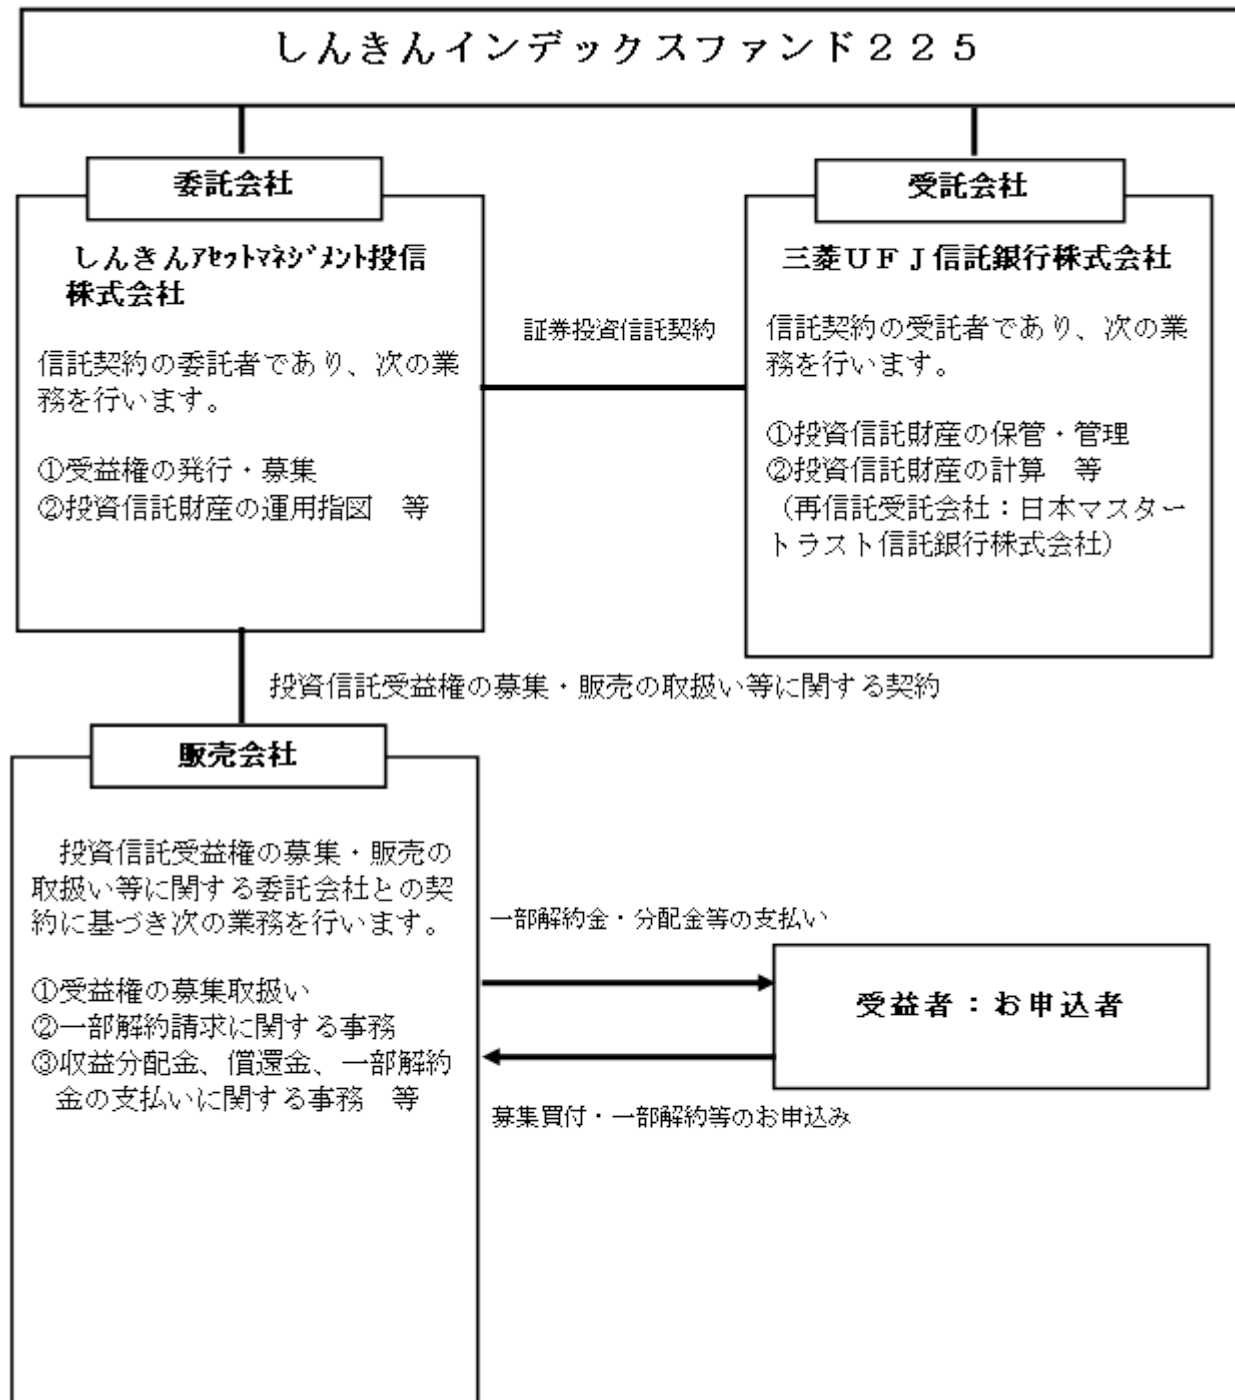 しんきんインデックスファンド２２５
委託会社
しんきんｱｾｯﾄﾏﾈｼﾞﾒﾝﾄ投信
株式会社
信託契約の委託者であり、次の業
務を行います。
①受益権の発行・募集
②投資信託財産の運用指図　等
証券投資信託契約
受託会社
三菱ＵＦＪ信託銀行株式会社
信託契約の受託者であり、次の業
務を行います。
①投資信託財産の保管・管理
②投資信託財産の計算　等
（再信託受託会社：日本マスター
トラスト信託銀行株式会社）
投資信託受益権の募集・販売の取扱い等に関する契約
販売会社
投資信託受益権の募集・販売の
取扱い等に関する委託会社との契
約に基づき次の業務を行います。
①受益権の募集取扱い
②一部解約請求に関する事務
③収益分配金、償還金、一部解約
金の支払いに関する事務　等
一部解約金・分配金等の支払い
受益者：お申込者
募集買付・一部解約等のお申込み